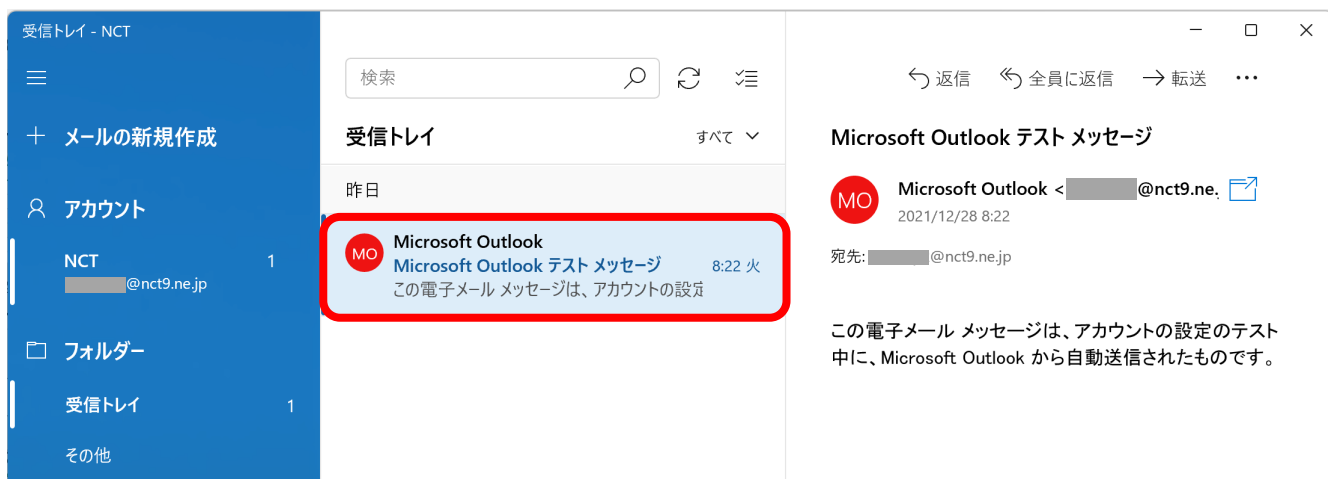 受信トレイ - NCT
メールの新規作成
アカウント
NCT 1
@nct9.ne.jp
フォルダー
受信トレイ 1
その他
検索
受信トレイ すべて
昨日
MO
Microsoft Outlook
Microsoft Outlook テスト メッセージ 8:22 火
この電子メール メッセージは、アカウントの設定
返信 全員に返信 転送
Microsoft Outlook テスト メッセージ
MO
Microsoft Outlook < @nct9.ne.
2021/12/28 8:22
宛先: @nct9.ne.jp
この電子メール メッセージは、アカウントの設定のテスト
中に、Microsoft Outlook から自動送信されたものです。